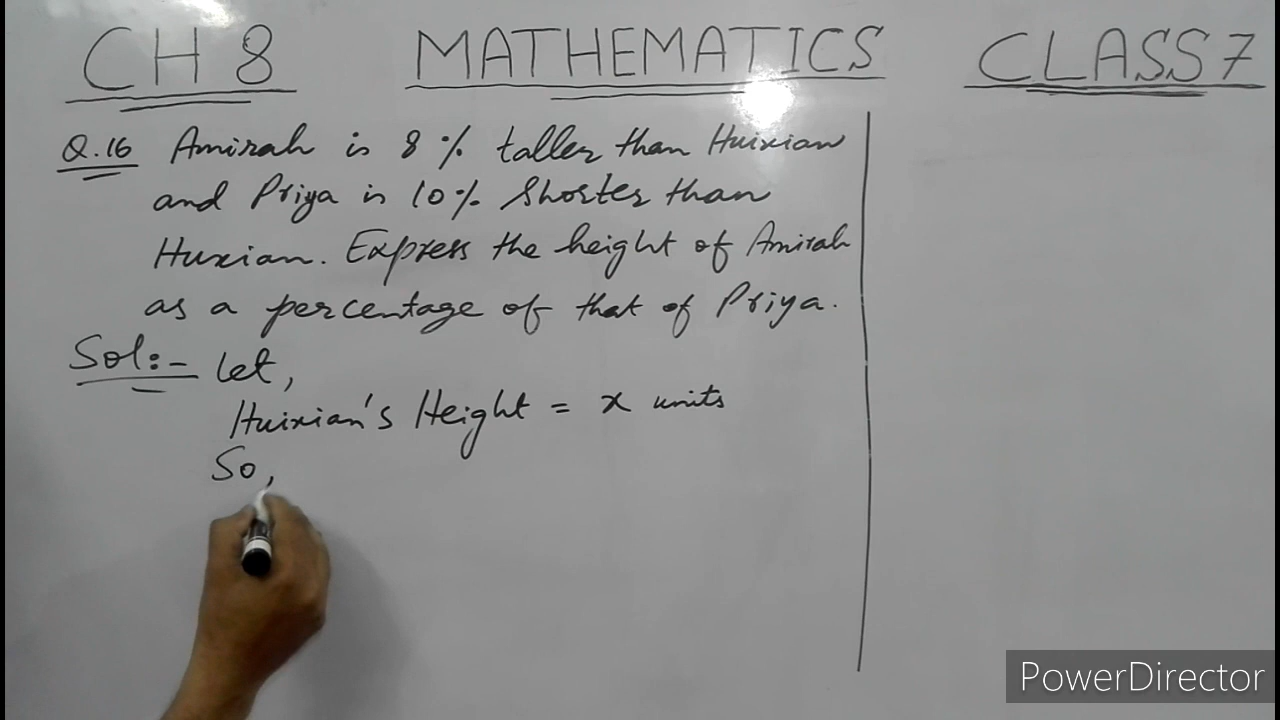 CH 8 MATHEMATICS CLASS 7
Q.16 Amirah is 8% taller than Huixian
and Priya is 10% Shorter than
Huxian. Express the height of Amirah
as a percentage of that of Priya.
Sol:- Let,
Huixian's Height = x units
So,
PowerDirector